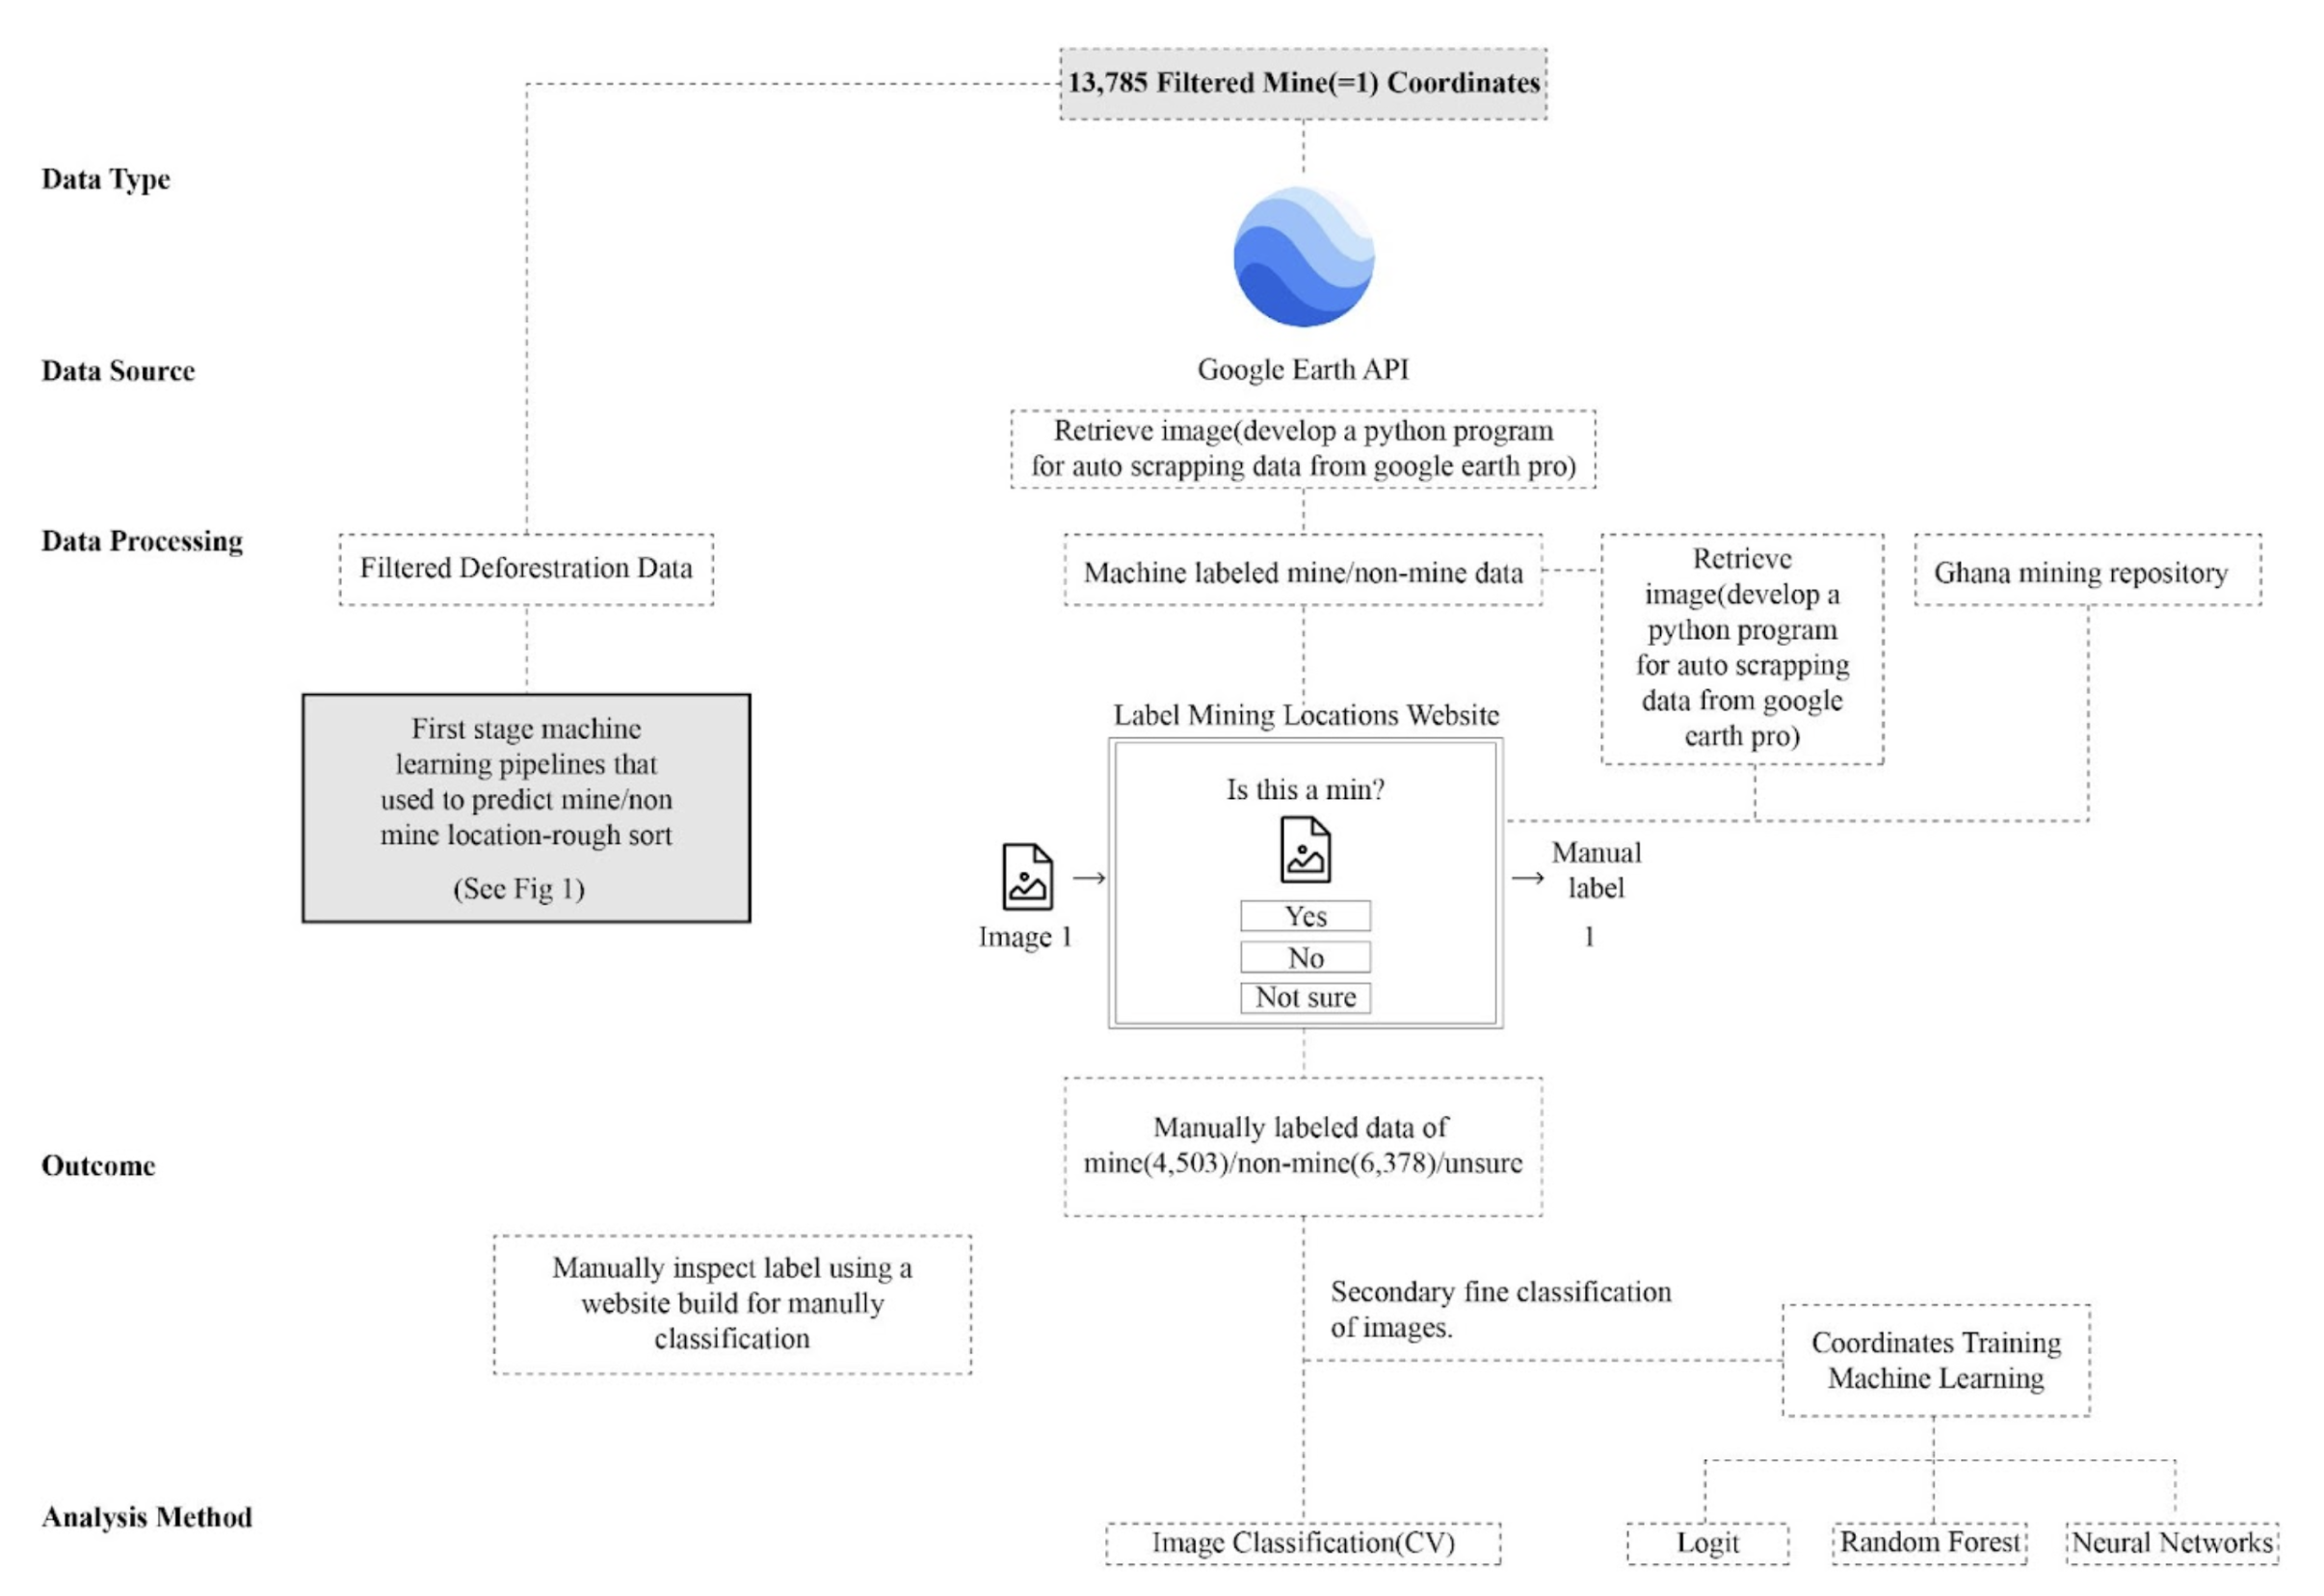 13,785 Filtered Mine(=1) Coordinates
Data Type
Data Source
Google Earth API
Retrieve image(develop a python program
for auto scrapping data from google earth pro)
Data Processing
Filtered Deforestration Data
Machine labeled mine/non-mine data
Retrieve
image(develop a
python program
for auto scrapping
data from google
earth pro)
Ghana mining repository
First stage machine
learning pipelines that
used to predict mine/non
mine location-rough sort
(See Fig 1)
Label Mining Locations Website
Is this a min?
Yes
No
Not sure
Image 1
Manual
label
1
Outcome
Manually labeled data of
mine(4,503)/non-mine(6,378)/unsure
Manually inspect label using a
website build for manully
classification
Secondary fine classification
of images.
Coordinates Training
Machine Learning
Analysis Method
Image Classification(CV)
Logit
Random Forest
Neural Networks